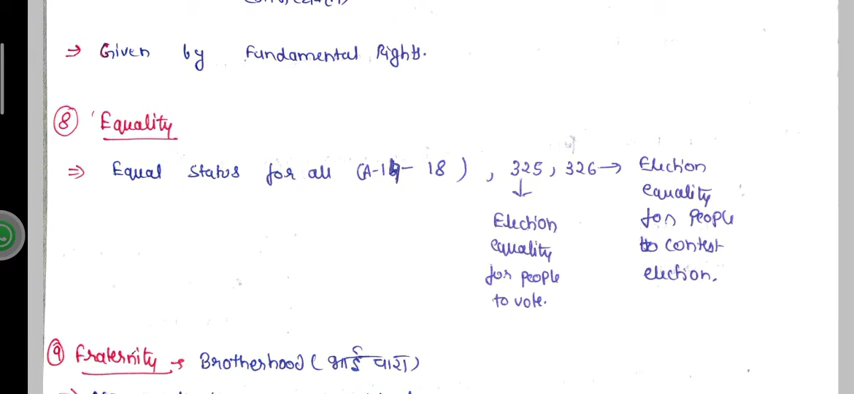 ⇒ Given by Fundamental Rights.
⑧ Equality
⇒ Equal Status for all (A-14-18), 325, 326 → Election
equality
for people
to contest
election.
↓
Election
equality
for people
to vote.
⑨ Fraternity → Brotherhood (भाई चारा)